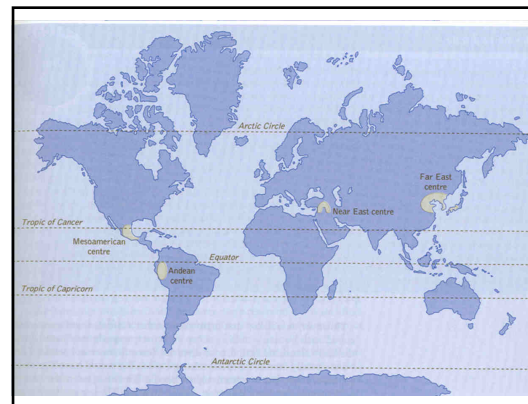 Arctic Circle
Far East
centre
Near East centre
Tropic of Cancer
Mesoamerican
centre
Equator
Andean
centre
Tropic of Capricorn
Antarctic Circle